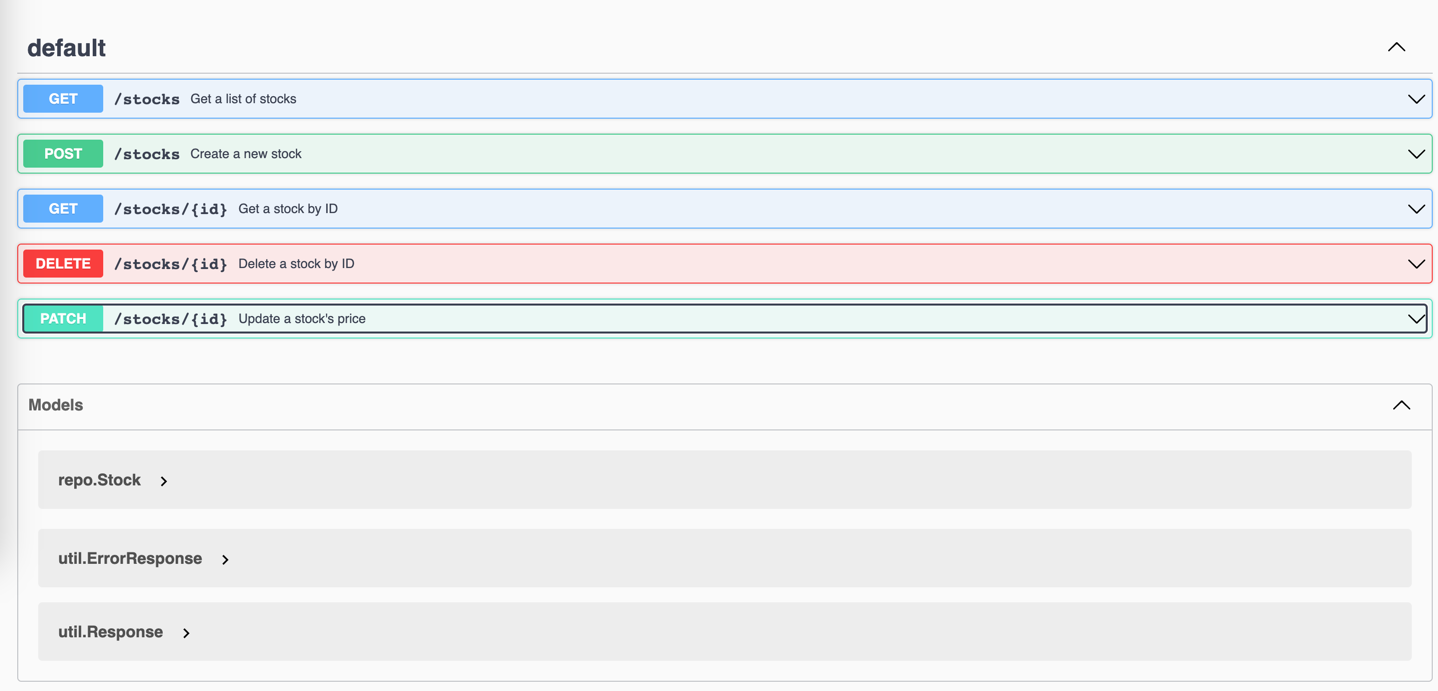 default
GET /stocks Get a list of stocks
POST /stocks Create a new stock
GET /stocks/{id} Get a stock by ID
DELETE /stocks/{id} Delete a stock by ID
PATCH /stocks/{id} Update a stock's price
Models
repo.Stock
util.ErrorResponse
util.Response